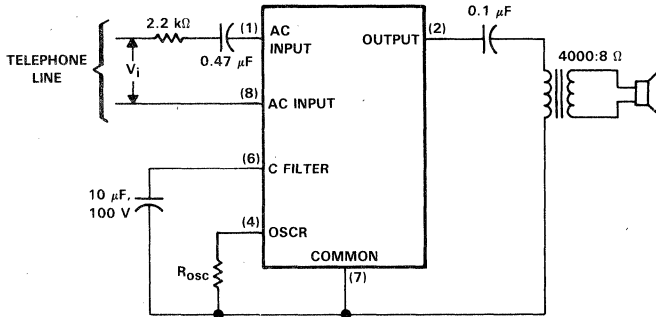 TELEPHONE
LINE
Vi
2.2 kΩ
0.47 μF
(1)
AC
INPUT
(8)
AC INPUT
(6)
C FILTER
10 μF,
100 V
(4)
OSCR
Rosc
COMMON
(7)
OUTPUT
(2)
0.1 μF
4000:8 Ω